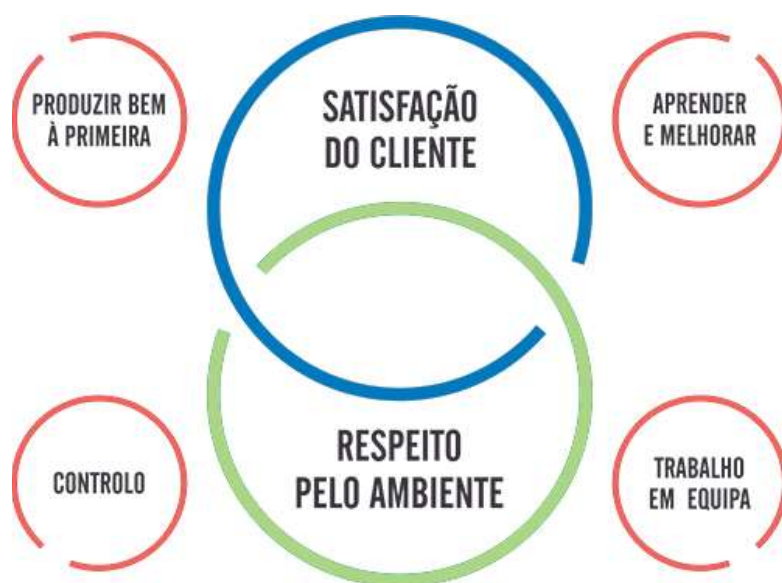 PRODUZIR BEM
À PRIMEIRA
SATISFAÇÃO
DO CLIENTE
APRENDER
E MELHORAR
CONTROLO
RESPEITO
PELO AMBIENTE
TRABALHO
EM EQUIPA